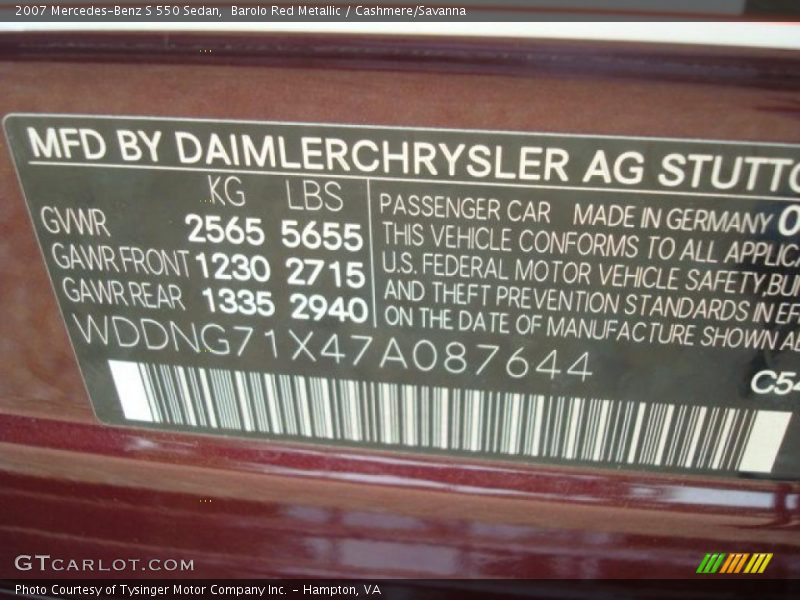 2007 Mercedes-Benz S 550 Sedan,  Barolo Red Metallic / Cashmere/Savanna
MFD BY DAIMLERCHRYSLER AG
KG LBS
GVWR 2565 5655
GAWR FRONT 1230 2715
GAWR REAR 1335 2940
PASSENGER CAR MADE IN GERMANY
THIS VEHICLE CONFORMS TO ALL
U.S. FEDERAL MOTOR VEHICLE SAFETY,
AND THEFT PREVENTION STANDARDS IN
ON THE DATE OF MANUFACTURE SHOWN
WDDNG71X47A087644
GTCARLOT.COM
Photo Courtesy of Tysinger Motor Company Inc. - Hampton, VA